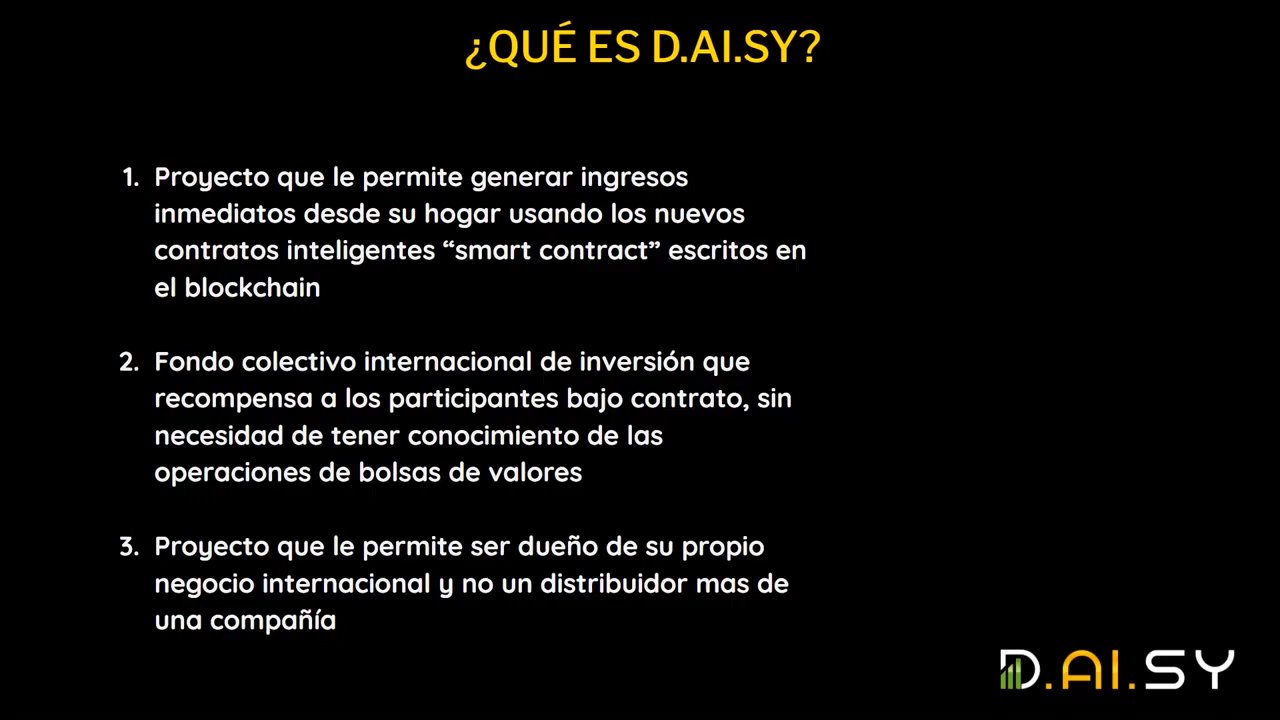 ¿QUÉ ES D.AI.SY?
1. Proyecto que le permite generar ingresos
inmediatos desde su hogar usando los nuevos
contratos inteligentes “smart contract” escritos en
el blockchain
2. Fondo colectivo internacional de inversión que
recompensa a los participantes bajo contrato, sin
necesidad de tener conocimiento de las
operaciones de bolsas de valores
3. Proyecto que le permite ser dueño de su propio
negocio internacional y no un distribuidor mas de
una compañía
D.AI.SY